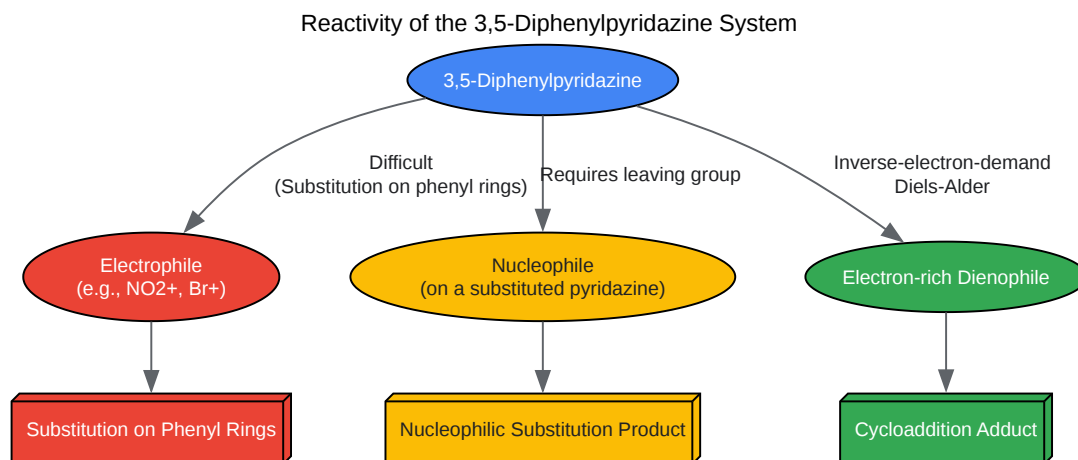 Reactivity of the 3,5-Diphenylpyridazine System
3,5-Diphenylpyridazine
Difficult
(Substitution on phenyl rings)
Requires leaving group
Inverse-electron-demand
Diels-Alder
Electrophile
(e.g., NO2+, Br+)
Nucleophile
(on a substituted pyridazine)
Electron-rich Dienophile
Substitution on Phenyl Rings
Nucleophilic Substitution Product
Cycloaddition Adduct